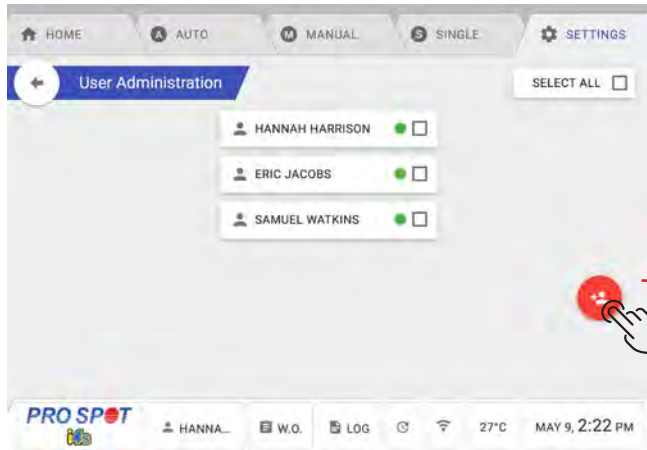 HOME A AUTO M MANUAL S SINGLE SETTINGS
User Administration SELECT ALL
HANNAH HARRISON
ERIC JACOBS
SAMUEL WATKINS
PRO SPOT
i4s HANNA... W.O. LOG 27°C MAY 9, 2:22 PM